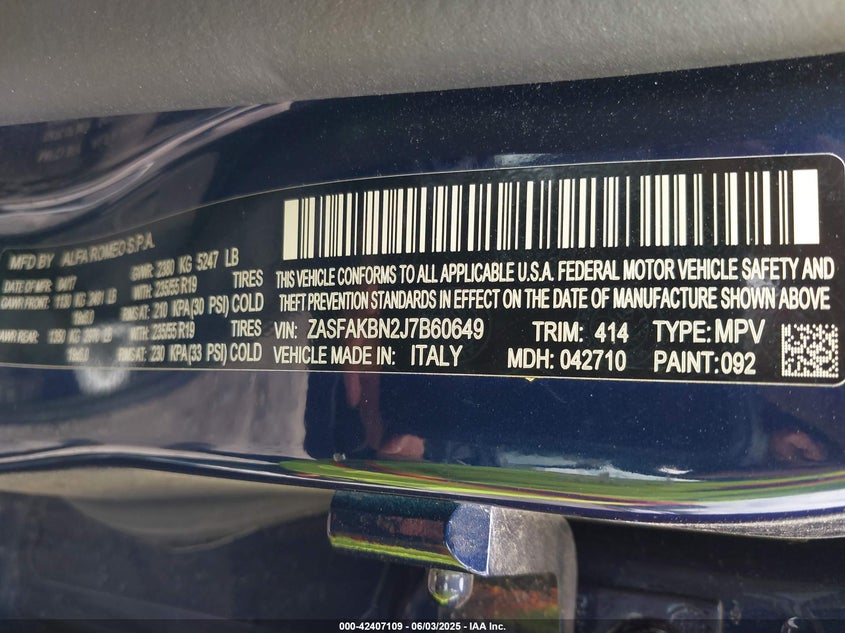 MFD BY ALFA ROMEO S.P.A.
GVWR: 2380 KG 5247 LB
DATE OF MFR: 04/17
WITH 235/55 R19 TIRES
RIMS AT: 210 KPA(30 PSI) COLD
WITH 235/55 R19 TIRES
RIMS AT: 230 KPA(33 PSI) COLD
THIS VEHICLE CONFORMS TO ALL APPLICABLE U.S.A. FEDERAL MOTOR VEHICLE SAFETY AND
THEFT PREVENTION STANDARDS IN EFFECT ON THE DATE OF MANUFACTURE SHOWN ABOVE
VIN: ZASFAKBN2J7B60649 TRIM: 414 TYPE: MPV
VEHICLE MADE IN: ITALY MDH: 042710 PAINT:092
000-42407109 - 06/03/2025 - IAA Inc.